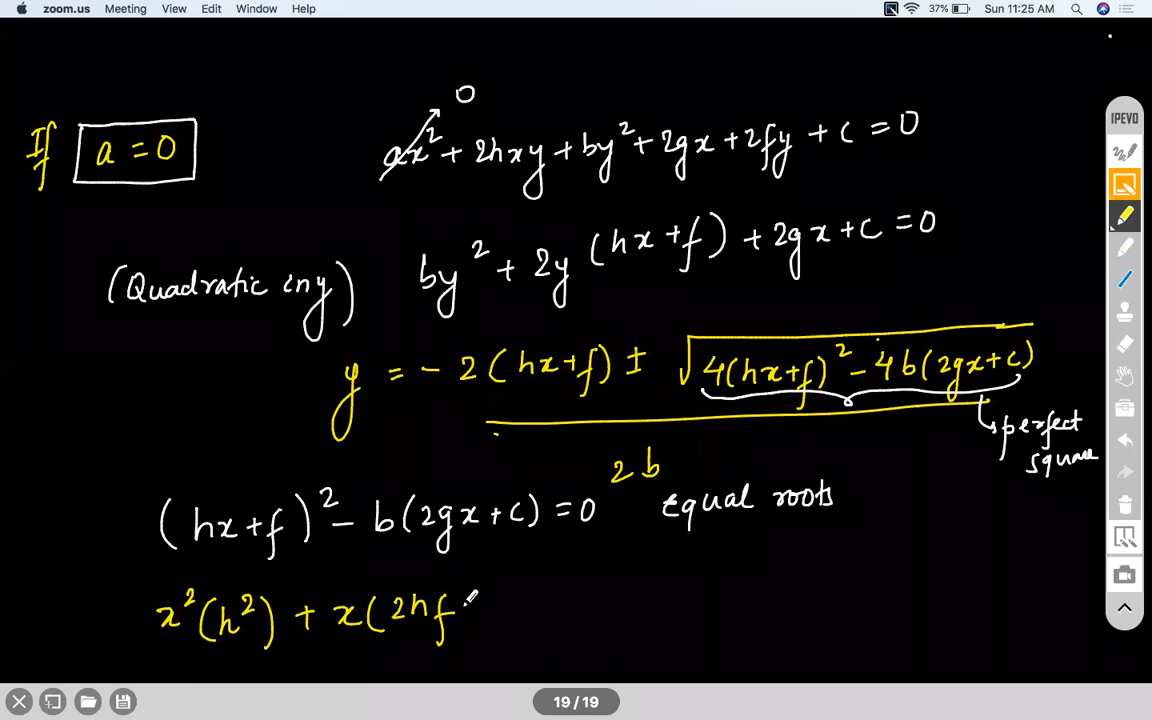 zoom.us Meeting View Edit Window Help 37% Sun 11:25 AM
IPEVO
0
If a = 0 ax² + 2hxy + by² + 2gx + 2fy + c = 0
(Quadratic in y) by² + 2y (hx + f) + 2gx + c = 0
y = - 2 (hx + f) ± √4(hx + f)² - 4b(2gx + c)
2b
perfect
square
(hx + f)² - b(2gx + c) = 0 equal roots
x²(h²) + x(2hf
19 / 19